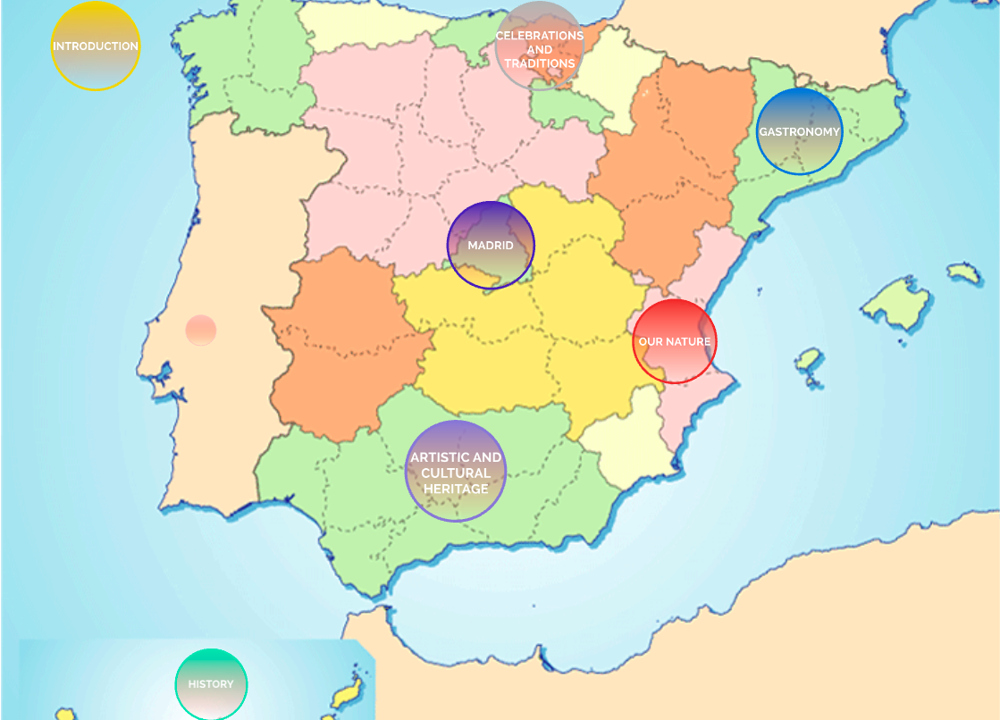 INTRODUCTION
CELEBRATIONS
AND
TRADITIONS
GASTRONOMY
MADRID
OUR NATURE
ARTISTIC AND
CULTURAL
HERITAGE
HISTORY